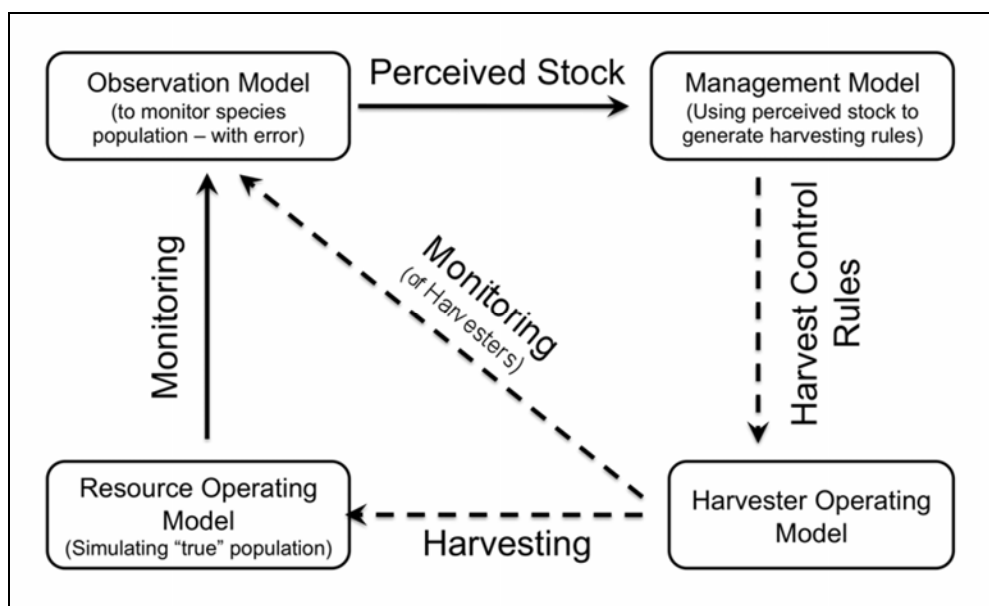 Observation Model
(to monitor species
population – with error)
Perceived Stock
Management Model
(Using perceived stock to
generate harvesting rules)
Monitoring
Monitoring
(of Harvesters)
Harvest Control
Rules
Resource Operating
Model
(Simulating “true” population)
Harvesting
Harvester Operating
Model